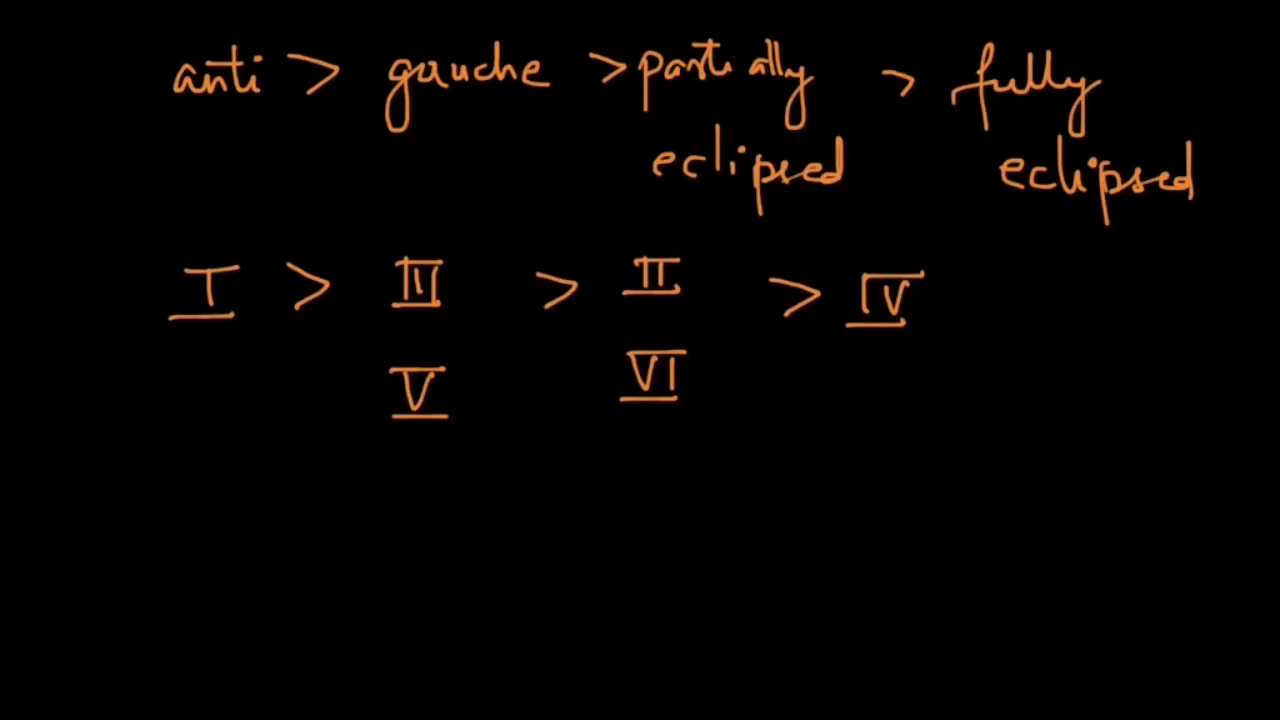 anti > gauche > partially > fully
eclipsed eclipsed
I > III > II > IV
V VI